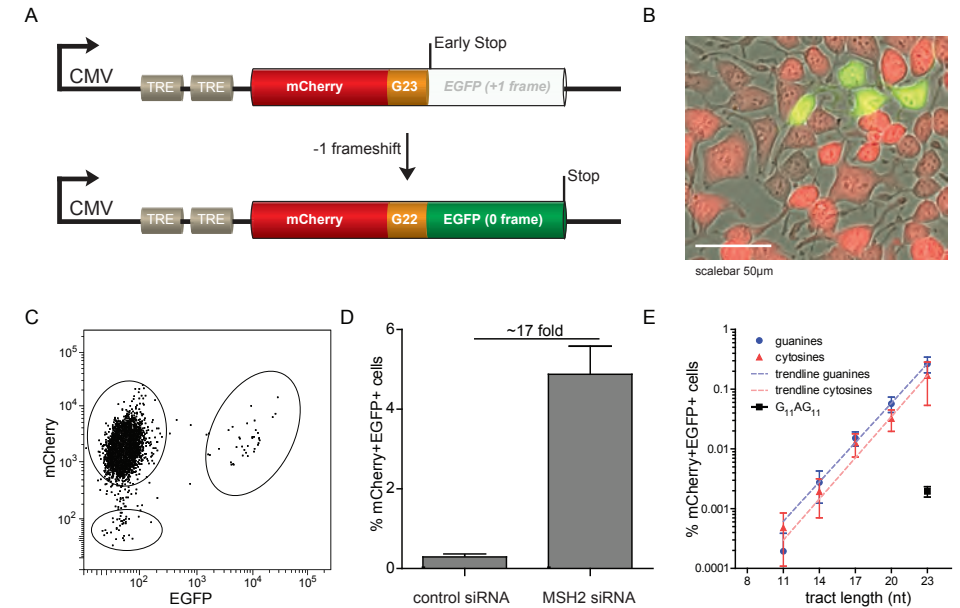 A
CMV
TRE TRE
mCherry
G23
EGFP (+1 frame)
Early Stop
-1 frameshift
CMV
TRE TRE
mCherry
G22
EGFP (0 frame)
Stop
B
scalebar 50µm
C
mCherry
10⁵
10⁴
10³
10²
10² 10³ 10⁴ 10⁵
EGFP
D
% mCherry+EGFP+ cells
6
4
2
0
~17 fold
control siRNA MSH2 siRNA
E
% mCherry+EGFP+ cells
1
0.1
0.01
0.001
0.0001
guanines
cytosines
trendline guanines
trendline cytosines
G₁₁AG₁₁
8 11 14 17 20 23
tract length (nt)